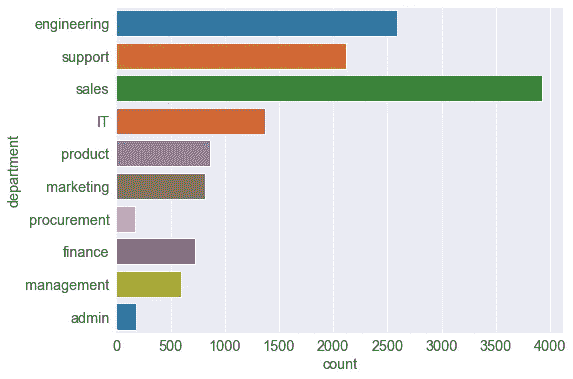 engineering
support
sales
IT
product
marketing
procurement
finance
management
admin
department
0 500 1000 1500 2000 2500 3000 3500 4000
count